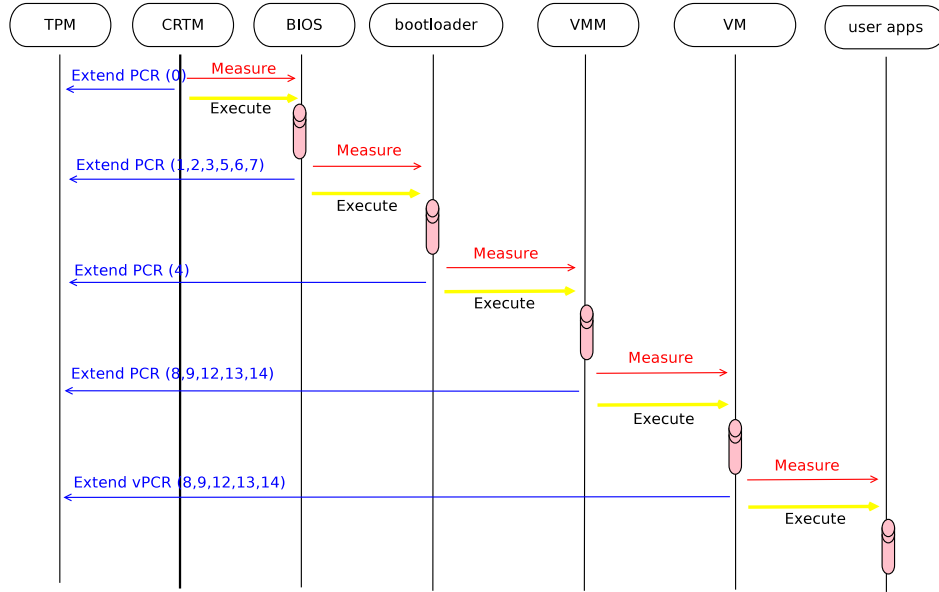 TPM
CRTM
BIOS
bootloader
VMM
VM
user apps
Measure
Extend PCR (0)
Execute
Measure
Extend PCR (1,2,3,5,6,7)
Execute
Measure
Extend PCR (4)
Execute
Measure
Extend PCR (8,9,12,13,14)
Execute
Measure
Extend vPCR (8,9,12,13,14)
Execute